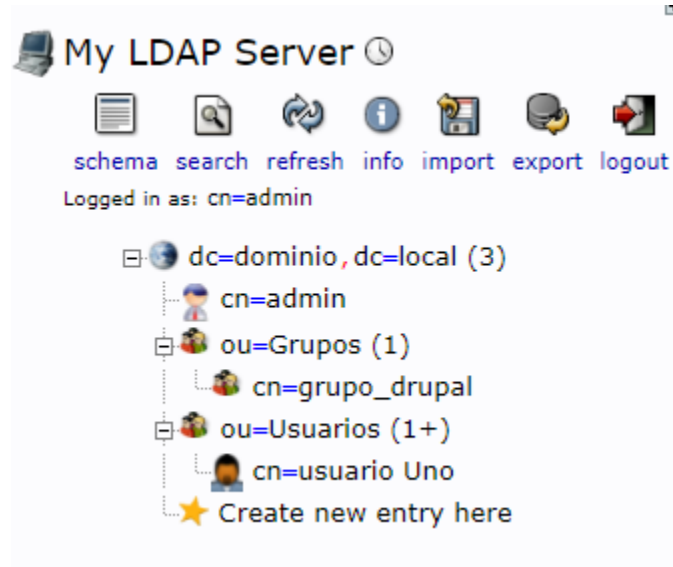 My LDAP Server
schema search refresh info import export logout
Logged in as: cn=admin
dc=dominio,dc=local (3)
cn=admin
ou=Grupos (1)
cn=grupo_drupal
ou=Usuarios (1+)
cn=usuario Uno
Create new entry here